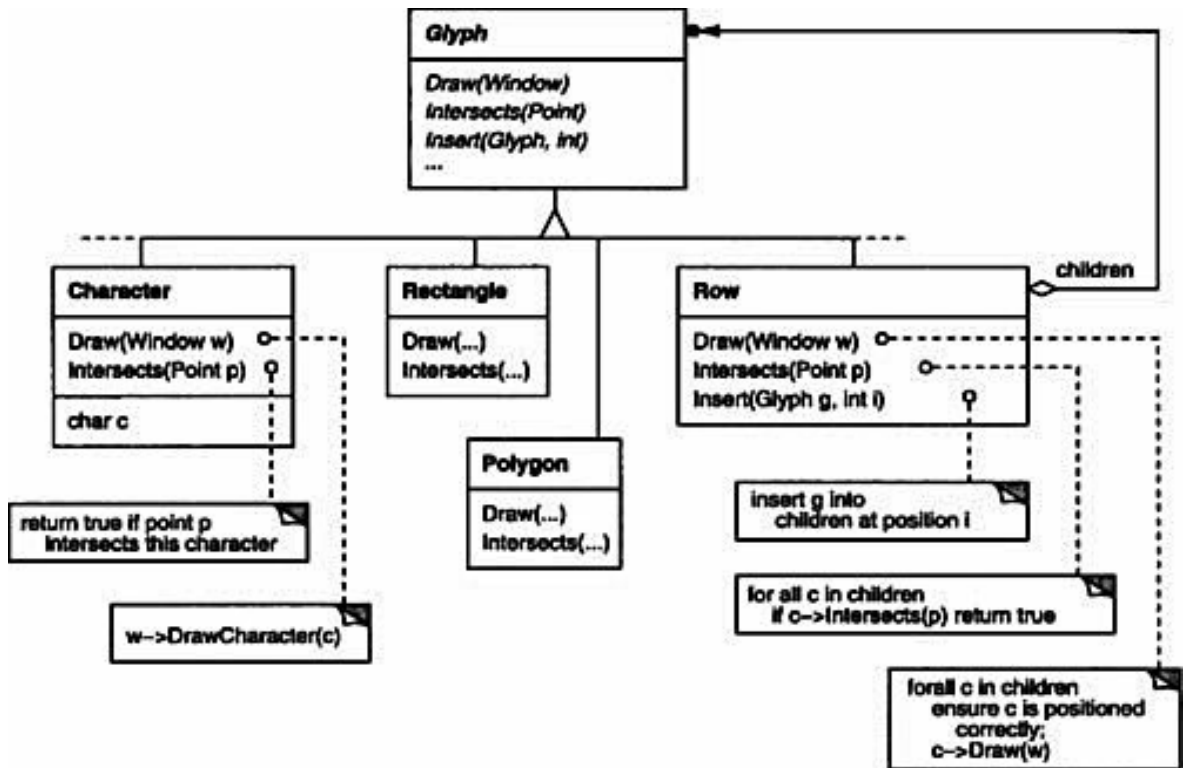 Glyph
Draw(Window)
Intersects(Point)
Insert(Glyph, int)
...
children
Character
Draw(Window w)
Intersects(Point p)
char c
Rectangle
Draw(...)
Intersects(...)
Row
Draw(Window w)
Intersects(Point p)
Insert(Glyph g, int i)
Polygon
Draw(...)
Intersects(...)
return true if point p
intersects this character
w->DrawCharacter(c)
insert g into
children at position i
for all c in children
if c->Intersects(p) return true
forall c in children
ensure c is positioned
correctly;
c->Draw(w)